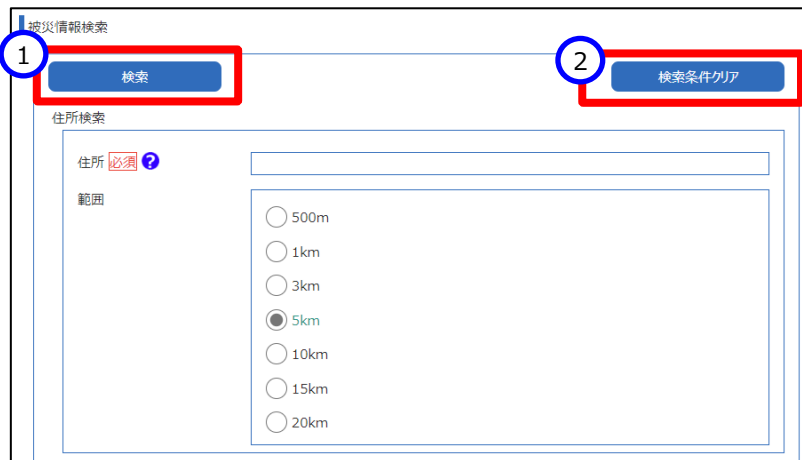 被災情報検索
1
検索
2
検索条件クリア
住所検索
住所 必須 ?
範囲
500m
1km
3km
5km
10km
15km
20km